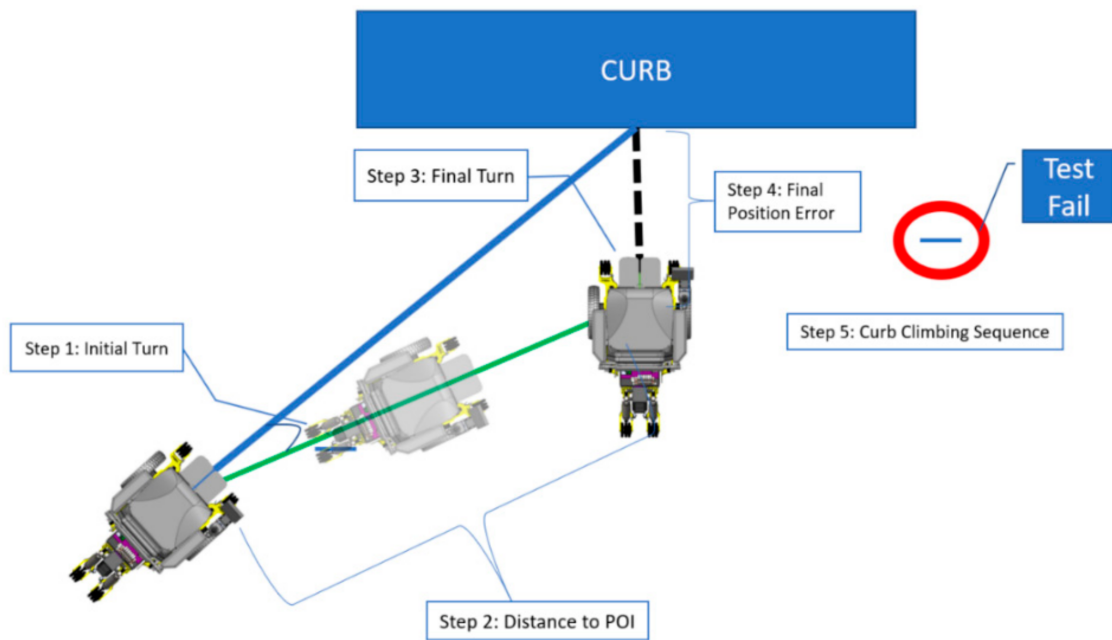 CURB
Step 3: Final Turn
Step 4: Final
Position Error
Test
Fail
Step 1: Initial Turn
Step 5: Curb Climbing Sequence
Step 2: Distance to POI